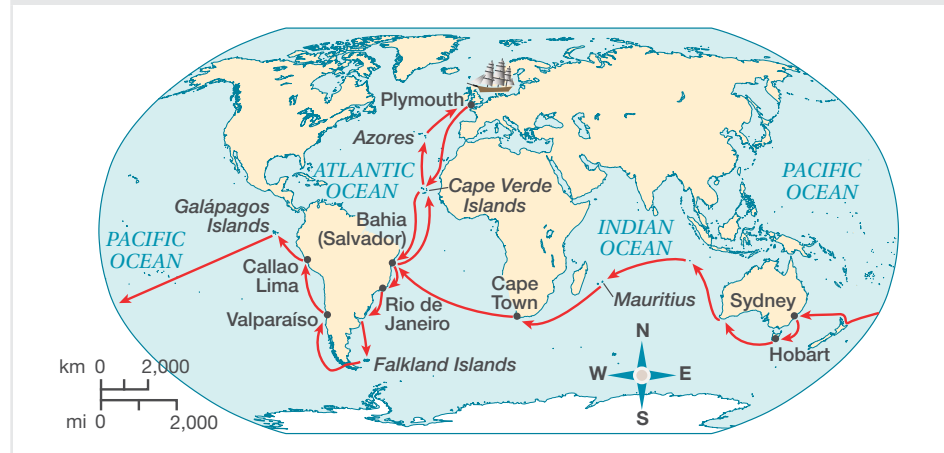 Plymouth
Azores
ATLANTIC
OCEAN
PACIFIC
OCEAN
Cape Verde
Islands
Galápagos
Islands
Bahia
(Salvador)
INDIAN
OCEAN
PACIFIC
OCEAN
Callao
Lima
Cape
Town
Mauritius
Sydney
Rio de
Janeiro
Valparaíso
N
Hobart
Falkland Islands
km 0 2,000
W E
mi 0 2,000
S